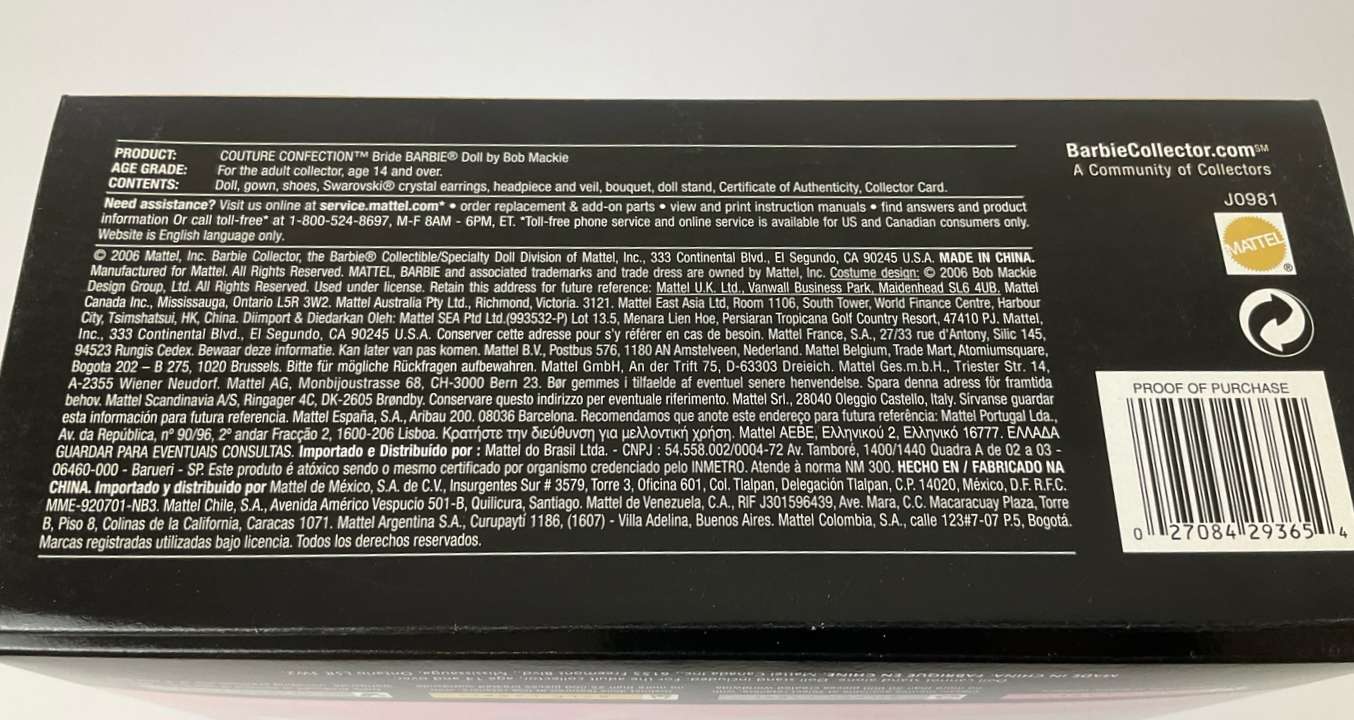 PRODUCT: COUTURE CONFECTION™ Bride BARBIE® Doll by Bob Mackie
AGE GRADE: For the adult collector, age 14 and over.
CONTENTS: Doll, gown, shoes, Swarovski® crystal earrings, headpiece and veil, bouquet, doll stand, Certificate of Authenticity, Collector Card.
Need assistance? Visit us online at service.mattel.com* • order replacement & add-on parts • view and print instruction manuals • find answers and product
information Or call toll-free* at 1-800-524-8697, M-F 8AM - 6PM, ET. *Toll-free phone service and online service is available for US and Canadian consumers only.
Website is English language only.
© 2006 Mattel, Inc. Barbie Collector, the Barbie® Collectible/Specialty Doll Division of Mattel, Inc., 333 Continental Blvd., El Segundo, CA 90245 U.S.A. MADE IN CHINA.
Manufactured for Mattel. All Rights Reserved. MATTEL, BARBIE and associated trademarks and trade dress are owned by Mattel, Inc. Costume design: © 2006 Bob Mackie
Design Group, Ltd. All Rights Reserved. Used under license. Retain this address for future reference: Mattel U.K. Ltd., Vanwall Business Park, Maidenhead SL6 4UB. Mattel
Canada Inc., Mississauga, Ontario L5R 3W2. Mattel Australia Pty Ltd., Richmond, Victoria. 3121. Mattel East Asia Ltd, Room 1106, South Tower, World Finance Centre, Harbour
City, Tsimshatsui, HK, China. Diimport & Diedarkan Oleh: Mattel SEA Ptd Ltd.(993532-P) Lot 13.5, Menara Lien Hoe, Persiaran Tropicana Golf Country Resort, 47410 PJ. Mattel,
Inc., 333 Continental Blvd., El Segundo, CA 90245 U.S.A. Conserver cette adresse pour s'y référer en cas de besoin. Mattel France, S.A., 27/33 rue d'Antony, Silic 145,
94523 Rungis Cedex. Bewaar deze informatie. Kan later van pas komen. Mattel B.V., Postbus 576, 1180 AN Amstelveen, Nederland. Mattel Belgium, Trade Mart, Atomiumsquare,
Bogota 202 – B 275, 1020 Brussels. Bitte für mögliche Rückfragen aufbewahren. Mattel GmbH, An der Trift 75, D-63303 Dreieich. Mattel Ges.m.b.H., Triester Str. 14,
A-2355 Wiener Neudorf. Mattel AG, Monbijoustrasse 68, CH-3000 Bern 23. Bør gemmes i tilfaelde af eventuel senere henvendelse. Spara denna adress för framtida
behov. Mattel Scandinavia A/S, Ringager 4C, DK-2605 Brøndby. Conservare questo indirizzo per eventuale riferimento. Mattel Srl., 28040 Oleggio Castello, Italy. Sírvanse guardar
esta información para futura referencia. Mattel España, S.A., Aribau 200. 08036 Barcelona. Recomendamos que anote este endereço para futura referência: Mattel Portugal Lda.,
Av. da República, nº 90/96, 2º andar Fracção 2, 1600-206 Lisboa. Κρατήστε την διεύθυνση για μελλοντική χρήση. Mattel AEBE, Ελληνικού 2, Ελληνικό 16777. ΕΛΛΑΔΑ
GUARDAR PARA EVENTUAIS CONSULTAS. Importado e Distribuído por : Mattel do Brasil Ltda. - CNPJ : 54.558.002/0004-72 Av. Tamboré, 1400/1440 Quadra A de 02 a 03 -
06460-000 - Barueri - SP. Este produto é atóxico sendo o mesmo certificado por organismo credenciado pelo INMETRO. Atende à norma NM 300. HECHO EN / FABRICADO NA
CHINA. Importado y distribuido por Mattel de México, S.A. de C.V., Insurgentes Sur # 3579, Torre 3, Oficina 601, Col. Tlalpan, Delegación Tlalpan, C.P. 14020, México, D.F. R.F.C.
MME-920701-NB3. Mattel Chile, S.A., Avenida Américo Vespucio 501-B, Quilicura, Santiago. Mattel de Venezuela, C.A., RIF J301596439, Ave. Mara, C.C. Macaracuay Plaza, Torre
B, Piso 8, Colinas de la California, Caracas 1071. Mattel Argentina S.A., Curupaytí 1186, (1607) - Villa Adelina, Buenos Aires. Mattel Colombia, S.A., calle 123#7-07 P.5, Bogotá.
Marcas registradas utilizadas bajo licencia. Todos los derechos reservados.
BarbieCollector.com℠
A Community of Collectors
J0981
MATTEL®
PROOF OF PURCHASE
0 27084 29365 4